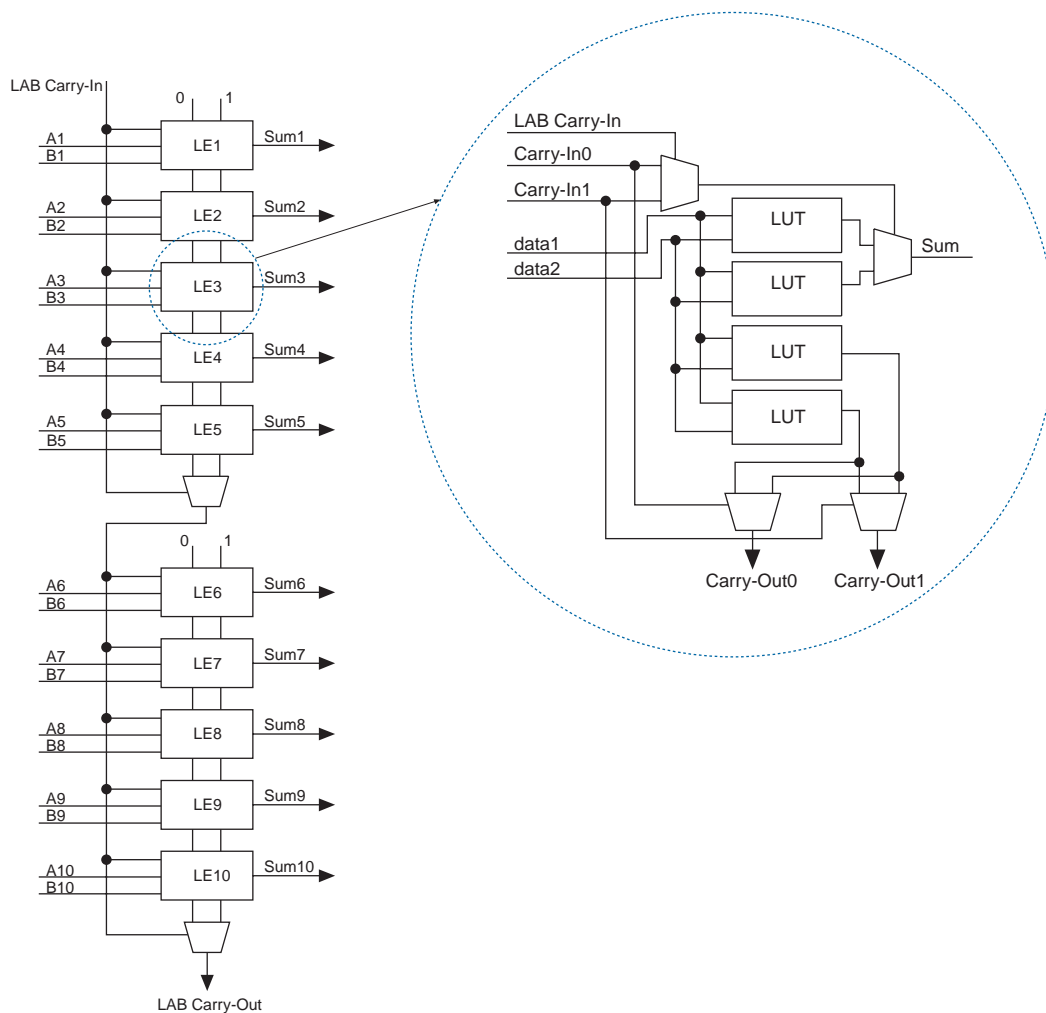 LAB Carry-In
0 1
A1
B1
LE1
Sum1
A2
B2
LE2
Sum2
A3
B3
LE3
Sum3
A4
B4
LE4
Sum4
A5
B5
LE5
Sum5
0 1
A6
B6
LE6
Sum6
A7
B7
LE7
Sum7
A8
B8
LE8
Sum8
A9
B9
LE9
Sum9
A10
B10
LE10
Sum10
LAB Carry-Out
LAB Carry-In
Carry-In0
Carry-In1
data1
data2
LUT
LUT
LUT
LUT
Sum
Carry-Out0
Carry-Out1